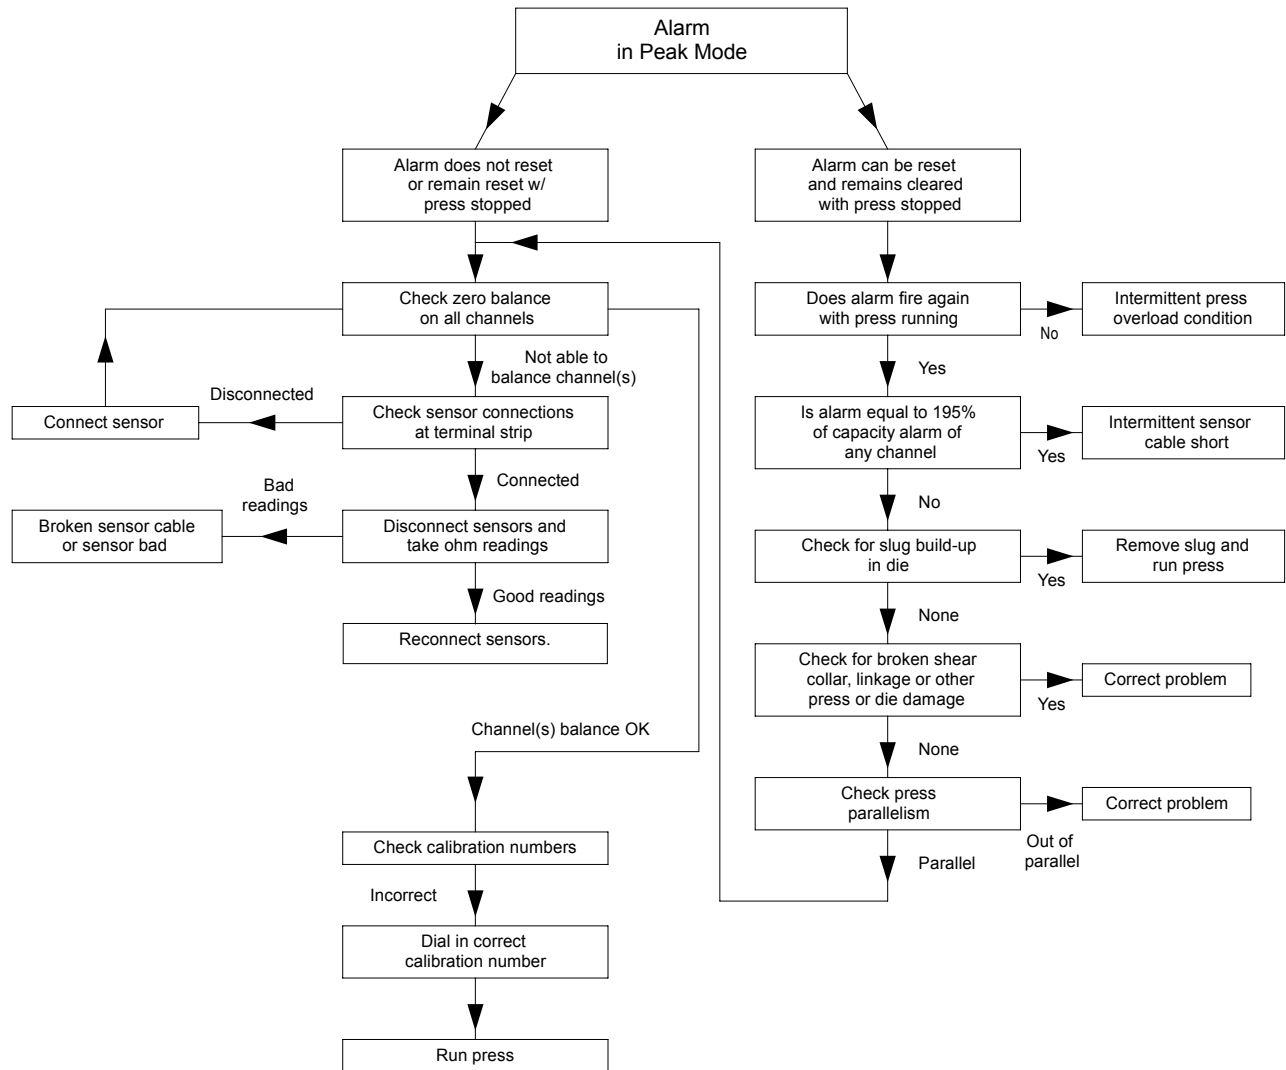 Alarm
in Peak Mode
Alarm does not reset
or remain reset w/
press stopped
Alarm can be reset
and remains cleared
with press stopped
Check zero balance
on all channels
Does alarm fire again
with press running
No
Intermittent press
overload condition
Not able to
balance channel(s)
Yes
Disconnected
Connect sensor
Check sensor connections
at terminal strip
Is alarm equal to 195%
of capacity alarm of
any channel
Yes
Intermittent sensor
cable short
Connected
No
Bad
readings
Broken sensor cable
or sensor bad
Disconnect sensors and
take ohm readings
Check for slug build-up
in die
Yes
Remove slug and
run press
Good readings
None
Reconnect sensors.
Check for broken shear
collar, linkage or other
press or die damage
Yes
Correct problem
Channel(s) balance OK
None
Check press
parallelism
Correct problem
Out of
parallel
Parallel
Check calibration numbers
Incorrect
Dial in correct
calibration number
Run press